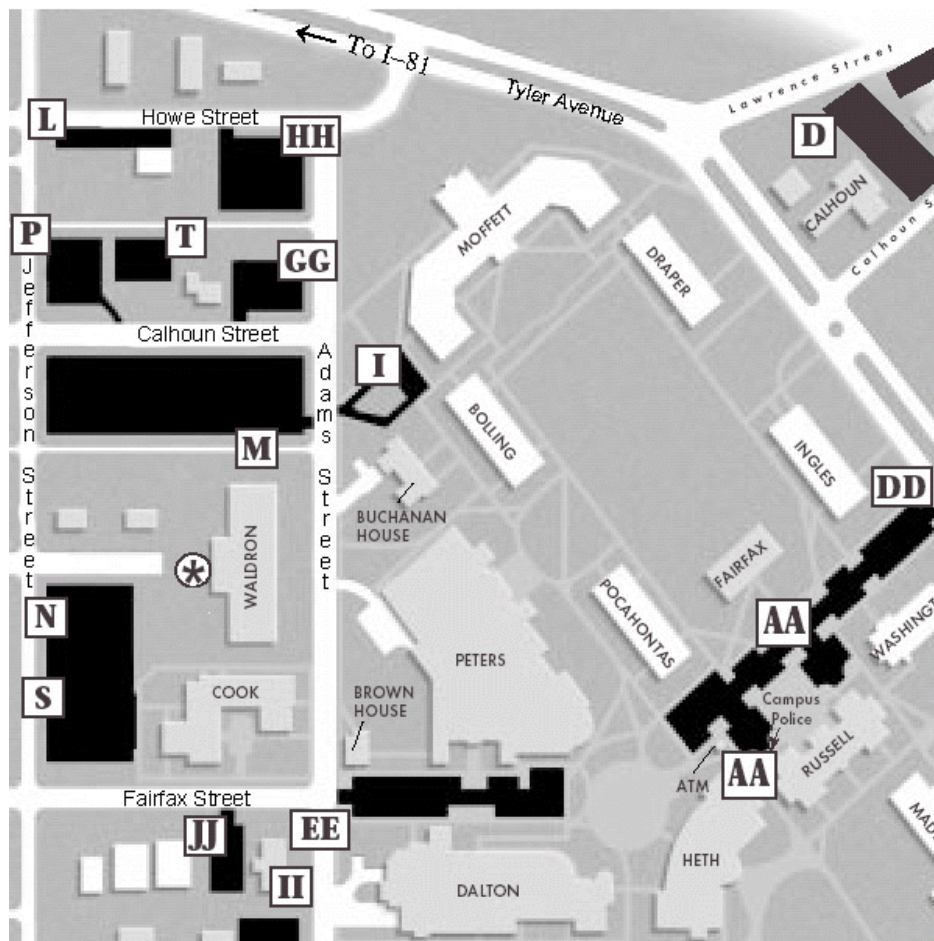 To I-81
Tyler Avenue
Lawrence Street
L
Howe Street
HH
D
CALHOUN
Calhoun S
P
T
GG
MOFFETT
DRAPER
Jefferson Street
Calhoun Street
Adams Street
I
BOLLING
INGLES
M
DD
BUCHANAN
HOUSE
WALDRON
*
FAIRFAX
N
POCAHONTAS
AA
WASHINGT
PETERS
S
COOK
BROWN
HOUSE
Campus
Police
RUSSELL
ATM
AA
Fairfax Street
MAD
JJ
EE
HETH
II
DALTON